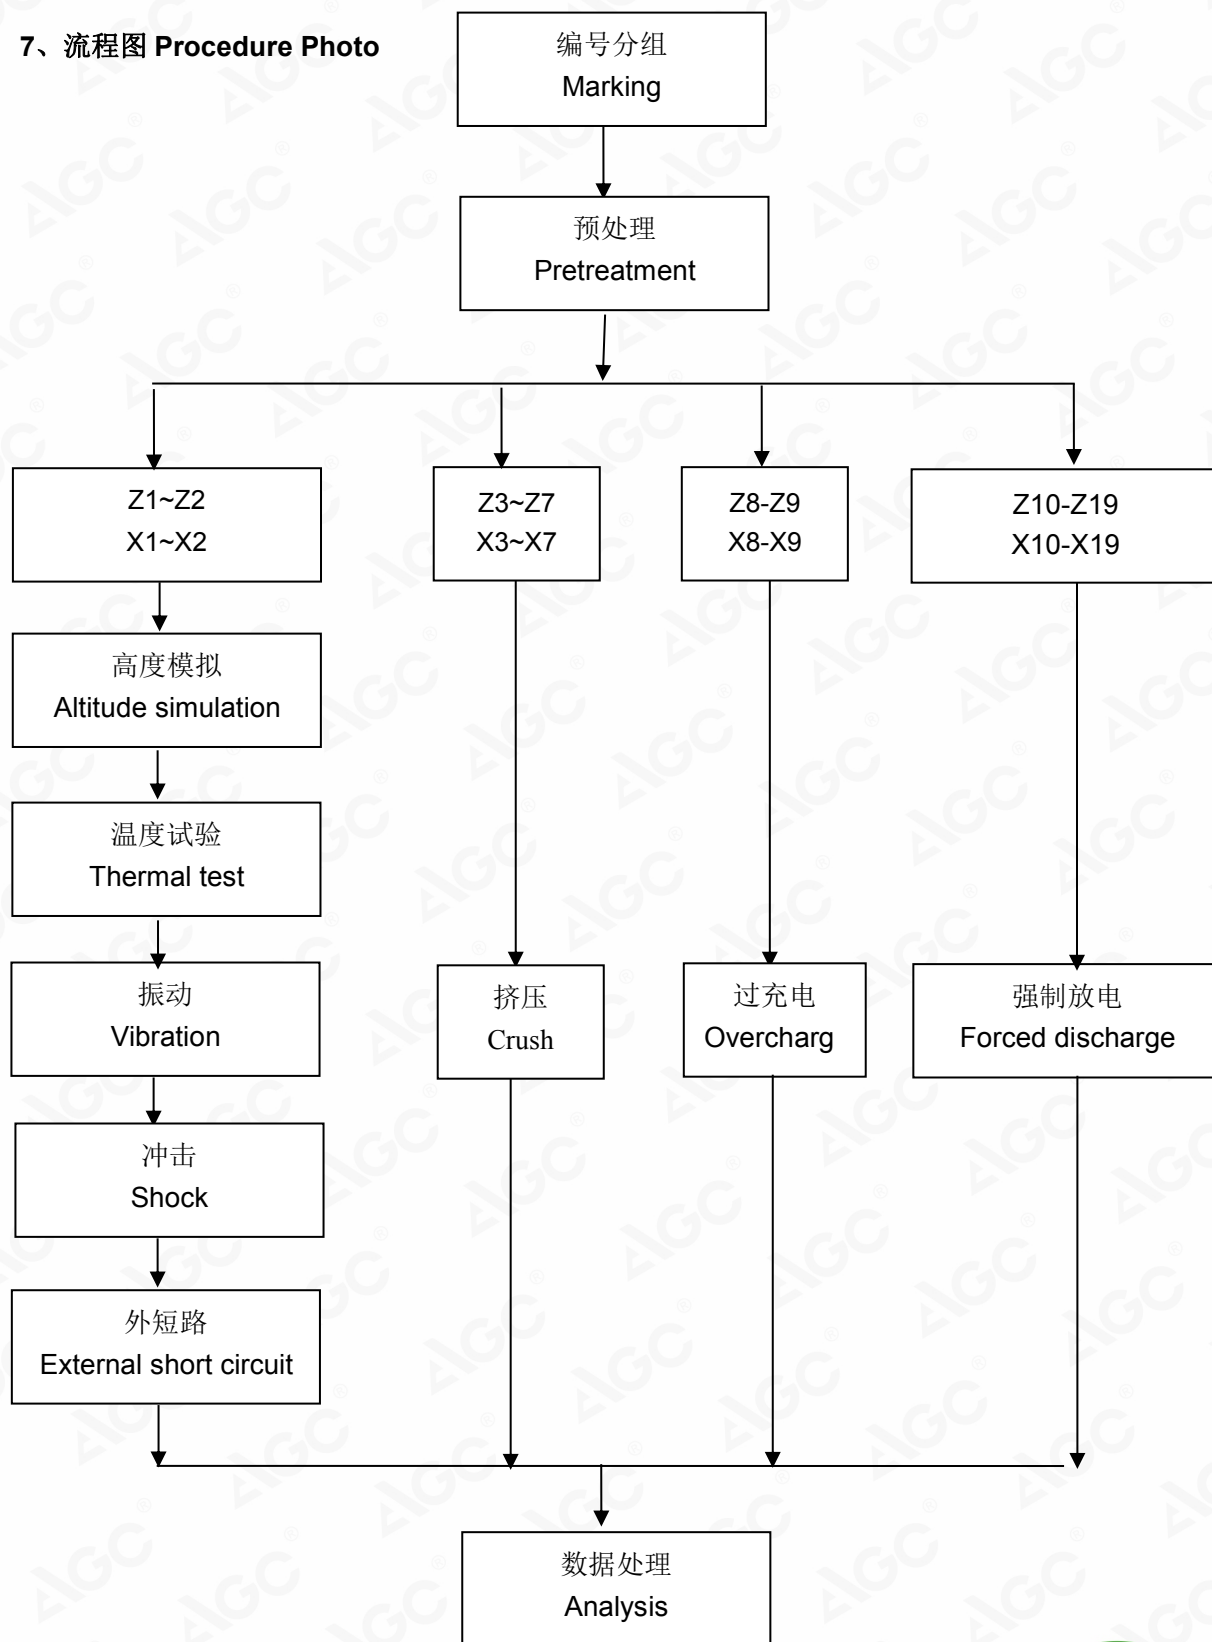 7、流程图 Procedure Photo
编号分组
Marking
预处理
Pretreatment
Z1~Z2
X1~X2
Z3~Z7
X3~X7
Z8-Z9
X8-X9
Z10-Z19
X10-X19
高度模拟
Altitude simulation
温度试验
Thermal test
振动
Vibration
挤压
Crush
过充电
Overcharg
强制放电
Forced discharge
冲击
Shock
外短路
External short circuit
数据处理
Analysis